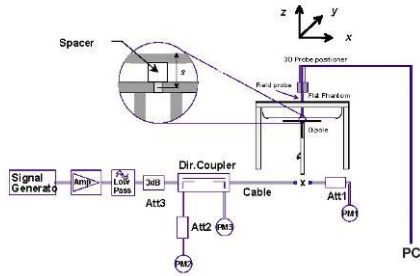 z
y
x
Spacer
s
3D Probe positioner
Field probe
Flat Phantom
Dipole
Dir.Coupler
Signal
Generato
Amp
Low
Pass
3dB
Cable
x
Att3
Att1
PM1
Att2
PM3
PM2
PC